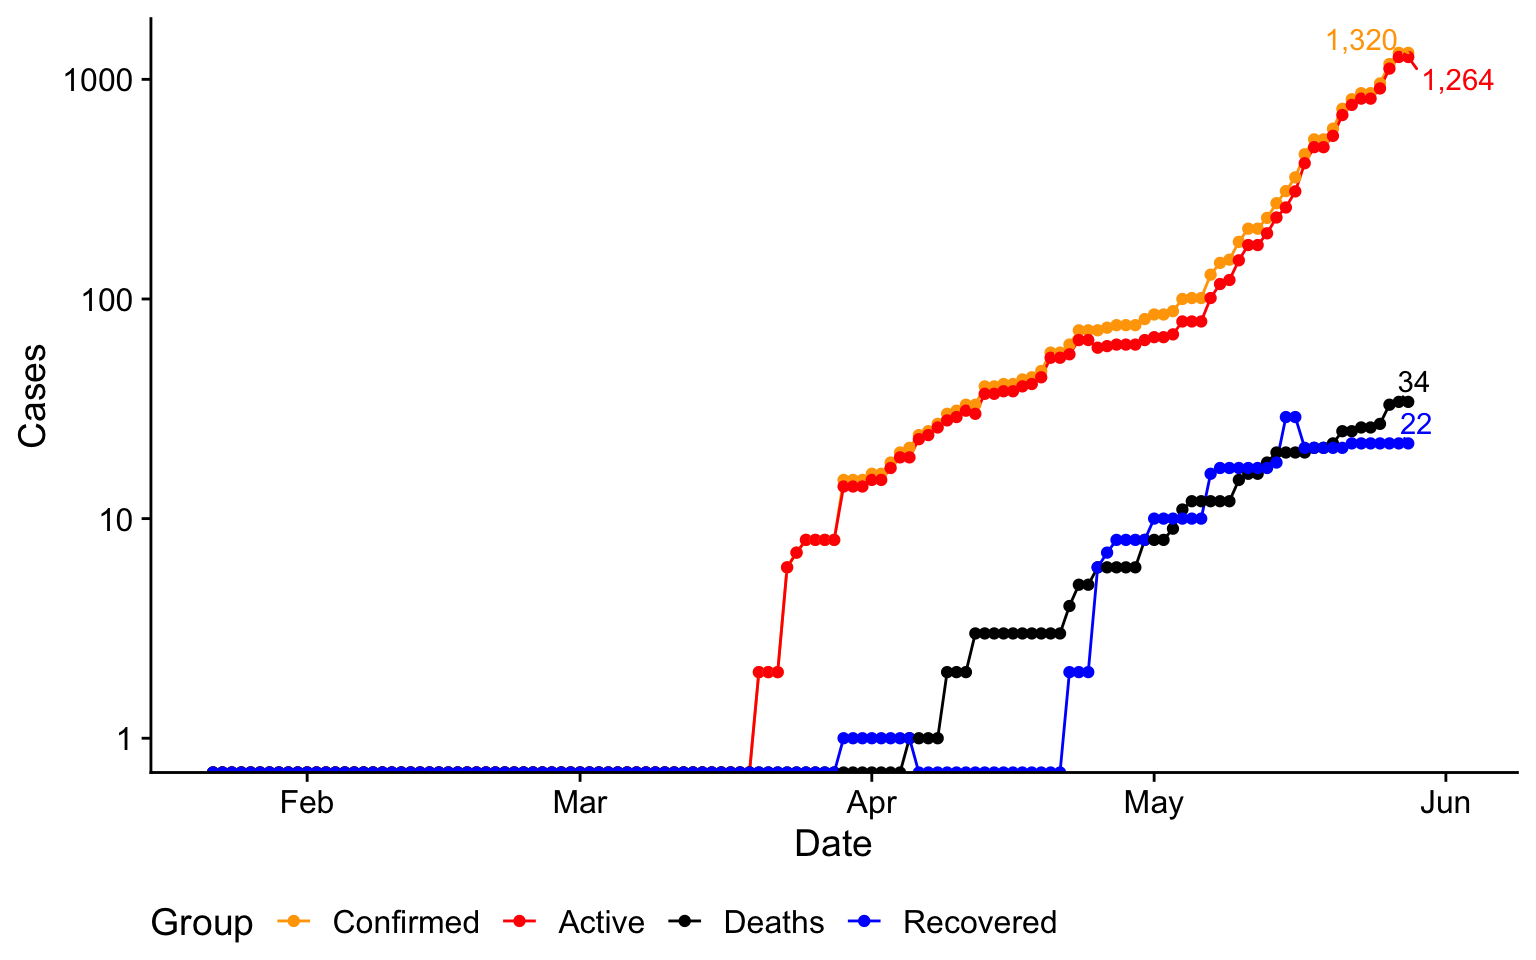 1,320
1000
1,264
100
34
22
10
1
Cases
Feb Mar Apr May Jun
Date
Group Confirmed Active Deaths Recovered